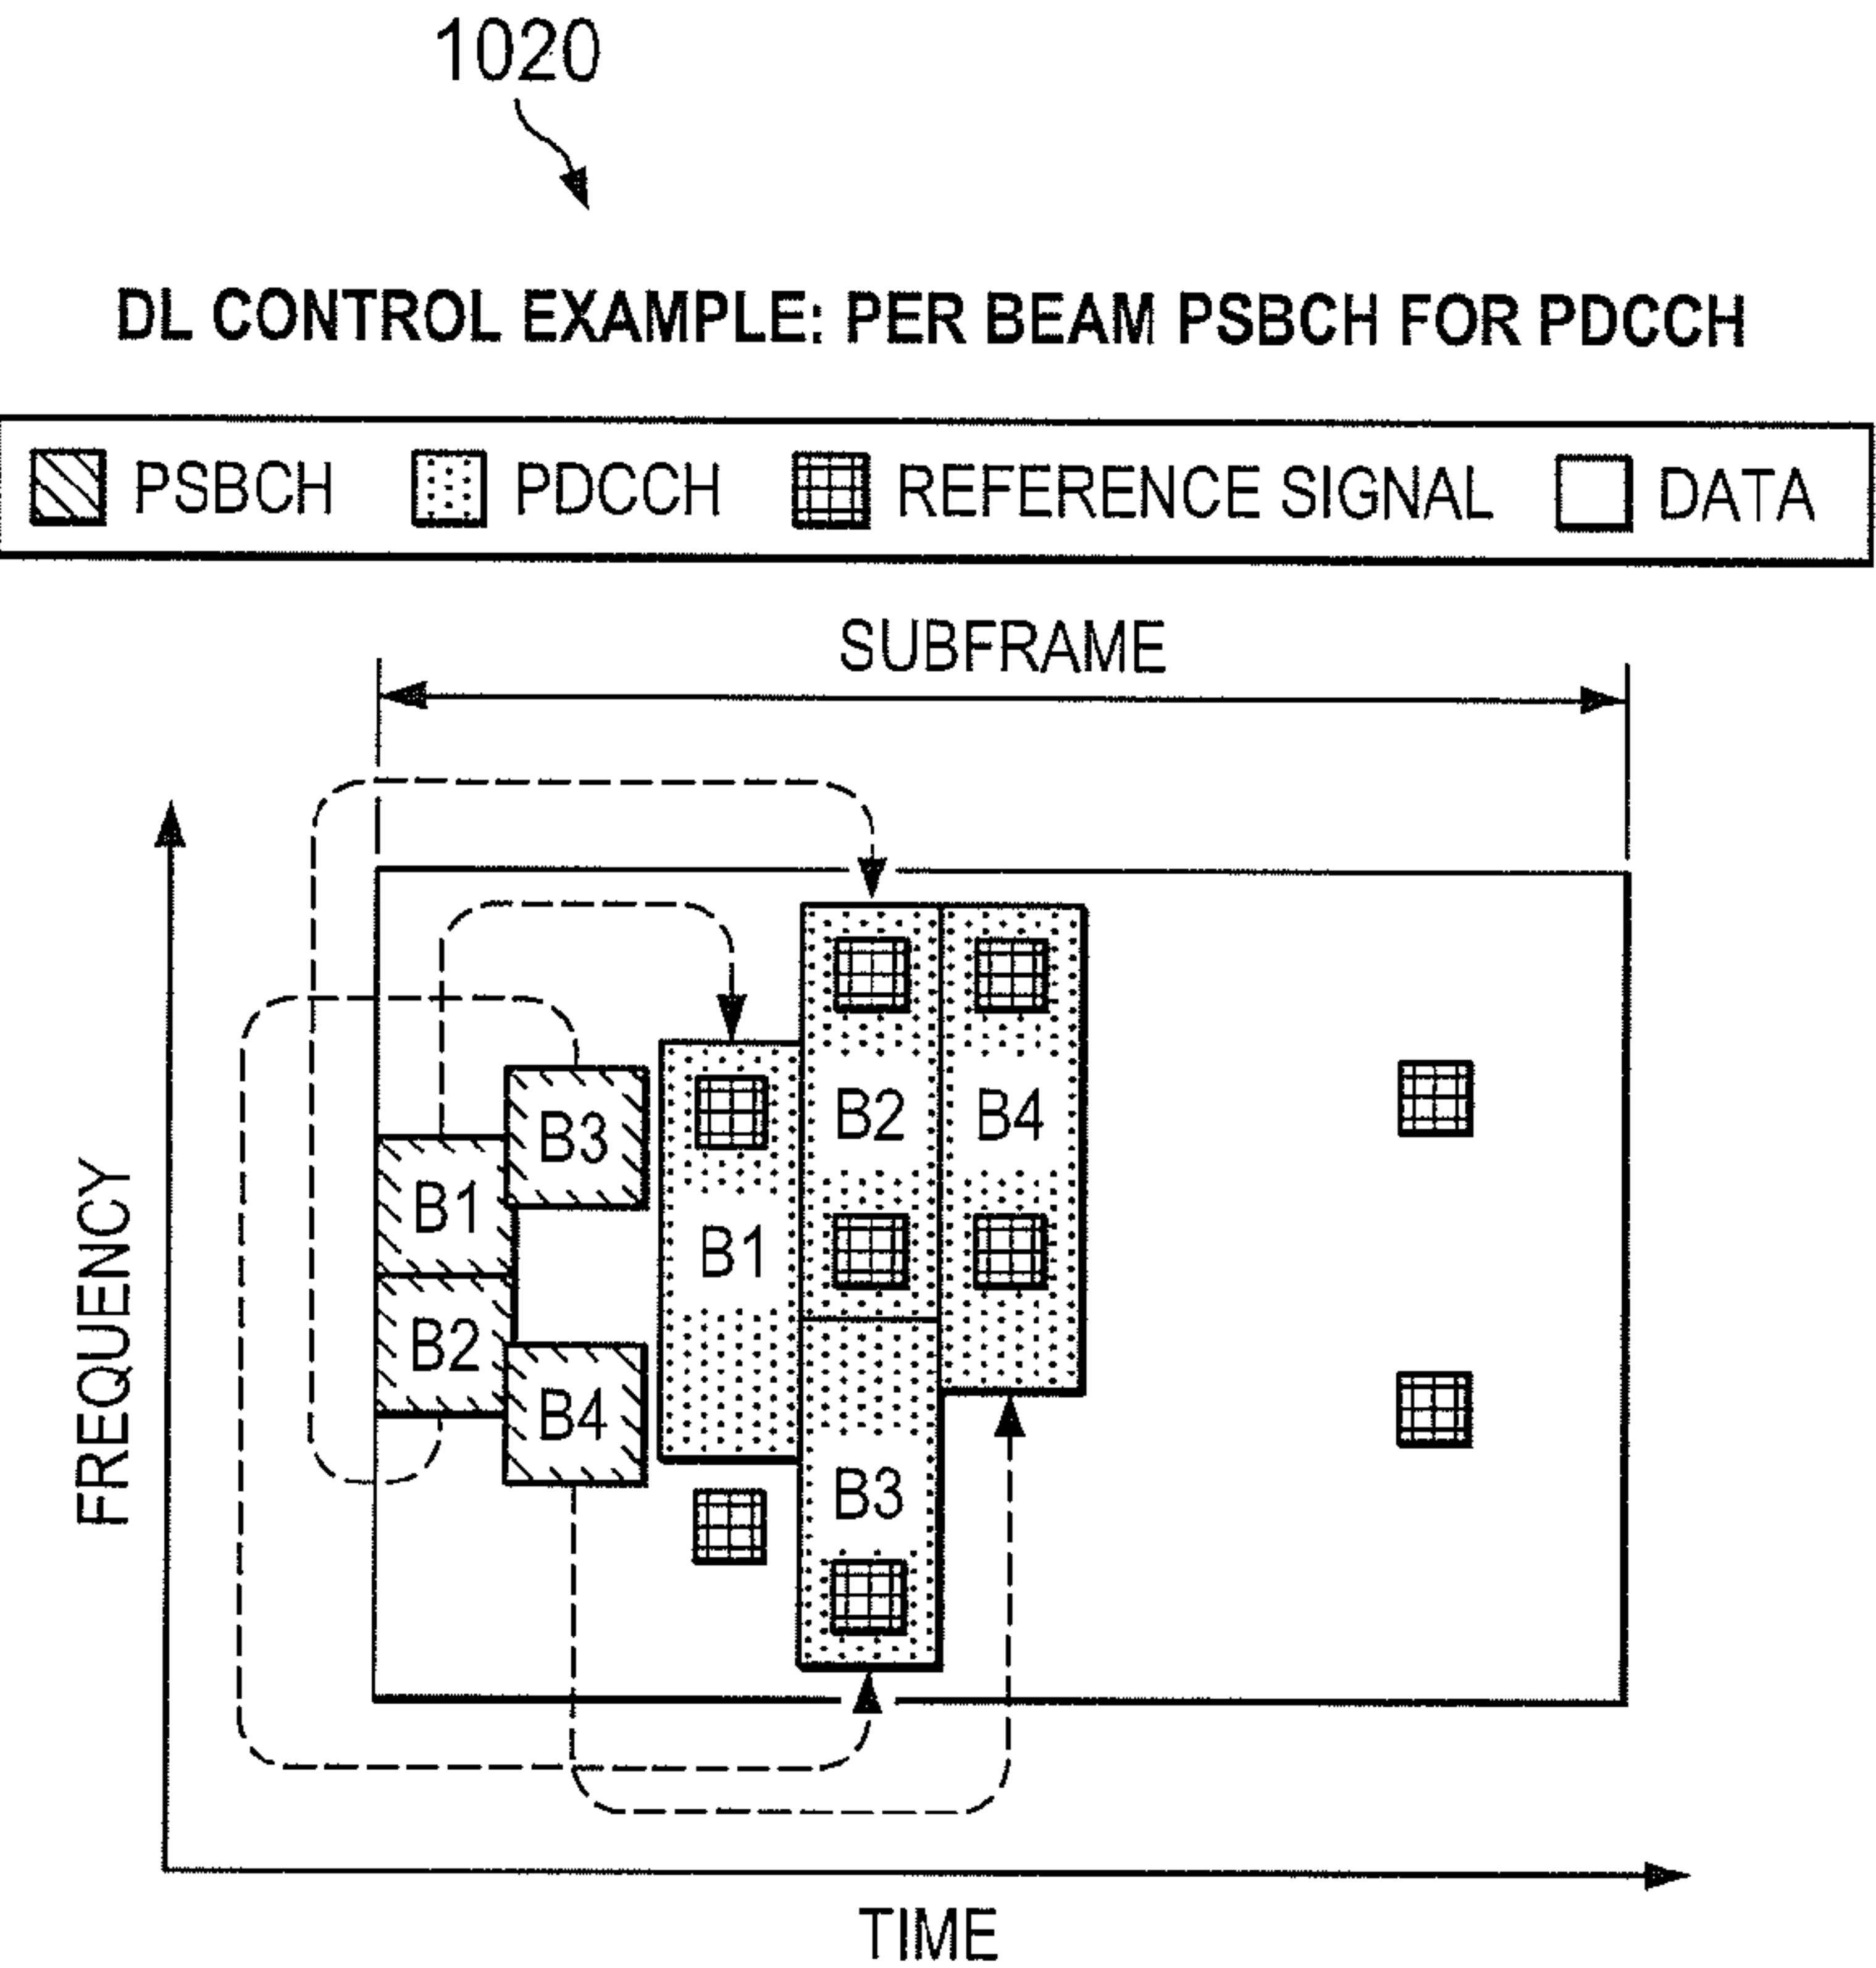 1020
DL CONTROL EXAMPLE: PER BEAM PSBCH FOR PDCCH
PSBCH PDCCH REFERENCE SIGNAL DATA
SUBFRAME
FREQUENCY
B3
B1
B2
B4
B1
B2
B4
B3
TIME